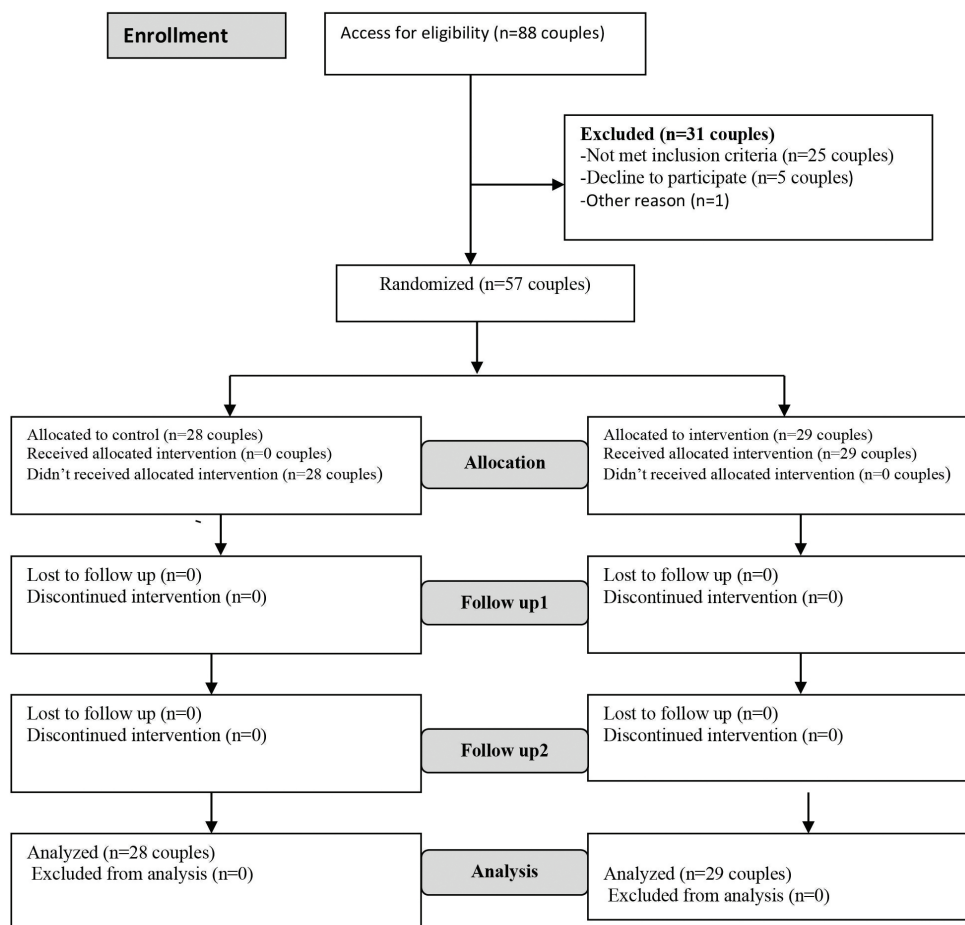 Enrollment
Access for eligibility (n=88 couples)
Excluded (n=31 couples)
-Not met inclusion criteria (n=25 couples)
-Decline to participate (n=5 couples)
-Other reason (n=1)
Randomized (n=57 couples)
Allocated to control (n=28 couples)
Received allocated intervention (n=0 couples)
Didn’t received allocated intervention (n=28 couples)
Allocation
Allocated to intervention (n=29 couples)
Received allocated intervention (n=29 couples)
Didn’t received allocated intervention (n=0 couples)
Lost to follow up (n=0)
Discontinued intervention (n=0)
Follow up1
Lost to follow up (n=0)
Discontinued intervention (n=0)
Lost to follow up (n=0)
Discontinued intervention (n=0)
Follow up2
Lost to follow up (n=0)
Discontinued intervention (n=0)
Analyzed (n=28 couples)
Excluded from analysis (n=0)
Analysis
Analyzed (n=29 couples)
Excluded from analysis (n=0)